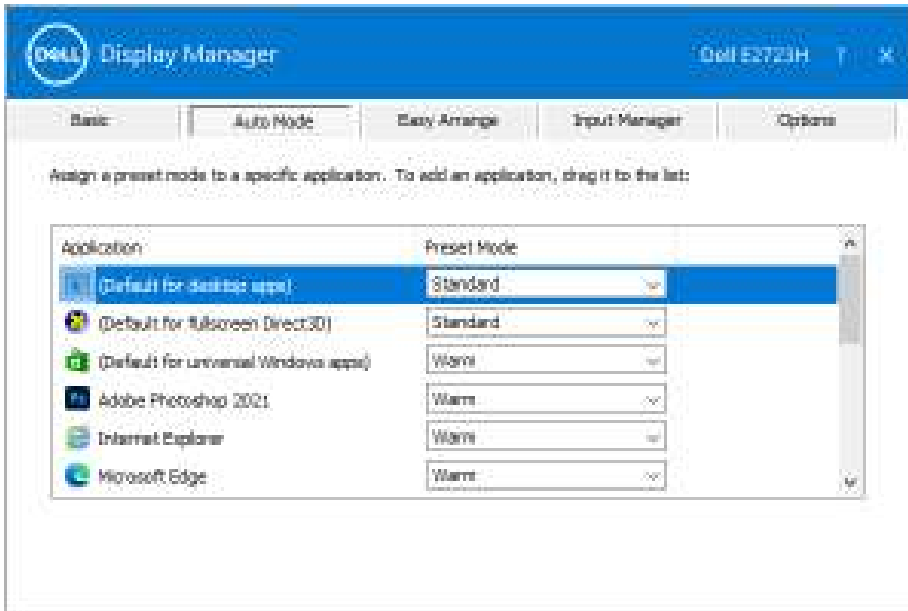 DELL Display Manager Dell E2723H ? X
Basic Auto Mode Easy Arrange Input Manager Options
Assign a preset mode to a specific application. To add an application, drag it to the list:
Application Preset Mode
(Default for desktop apps) Standard
(Default for fullscreen Direct3D) Standard
(Default for universal Windows apps) Warm
Ps Adobe Photoshop 2021 Warm
Internet Explorer Warm
Microsoft Edge Warm